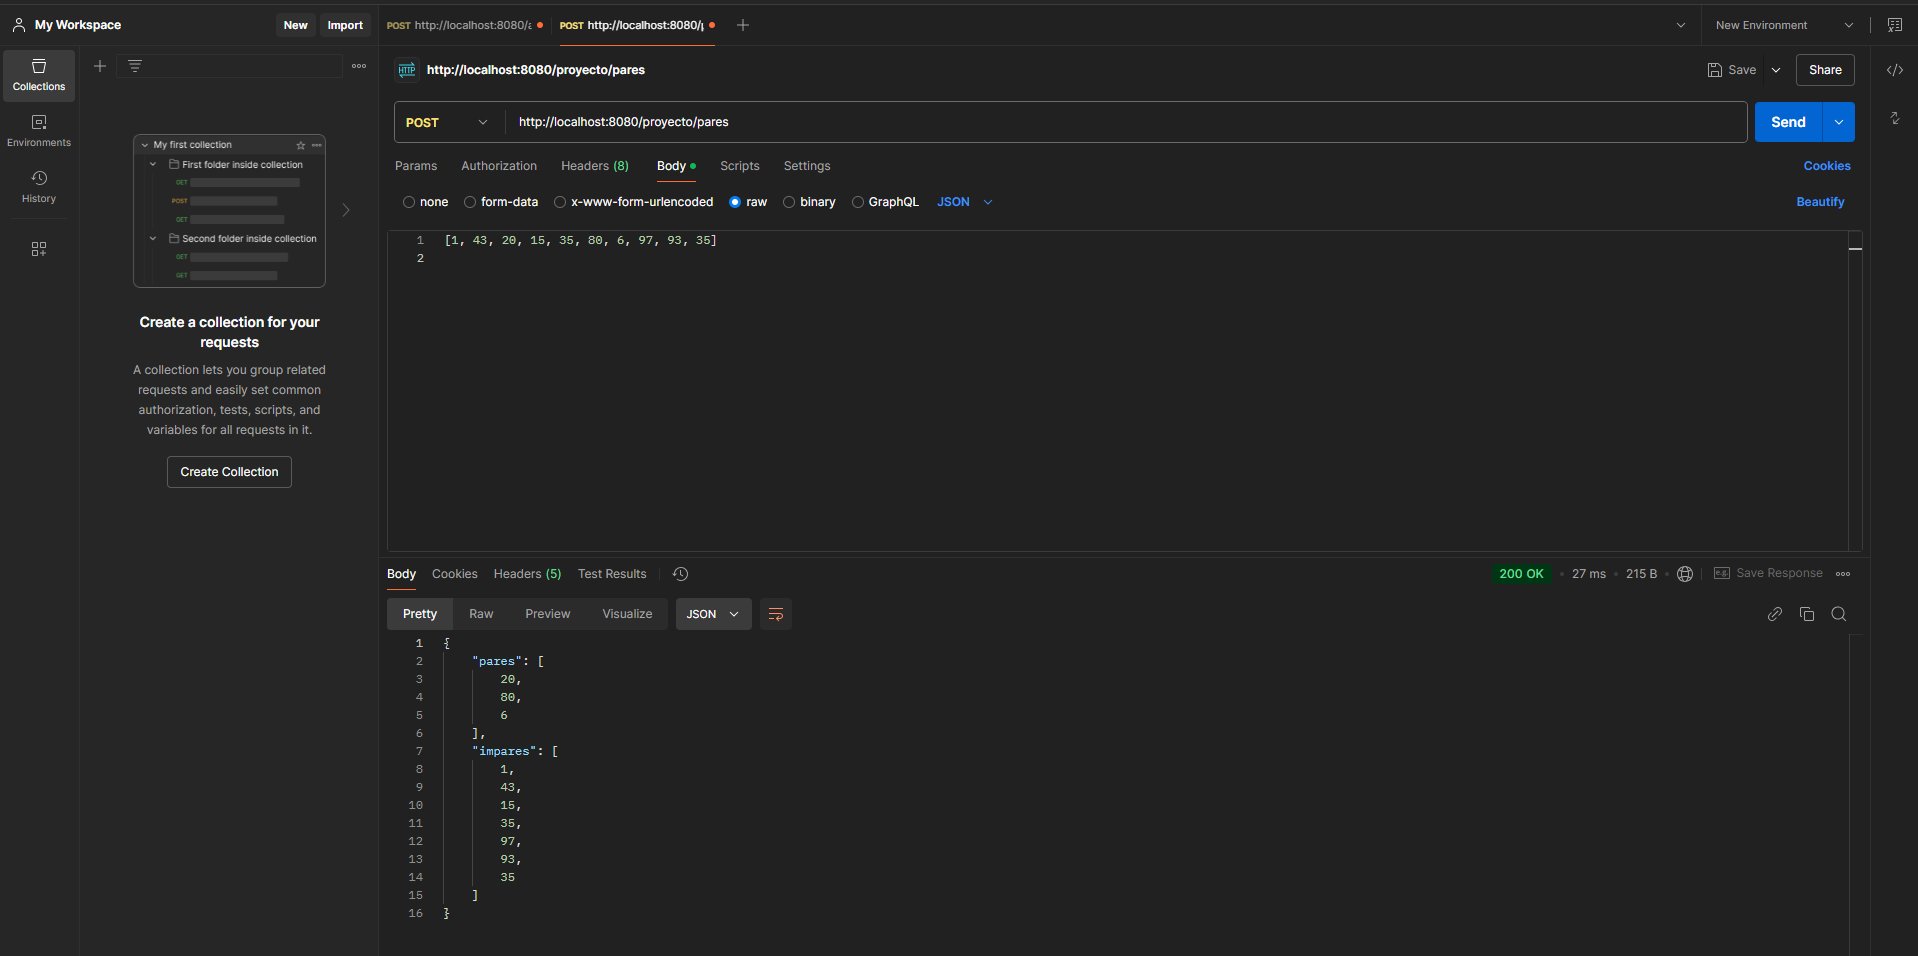 My Workspace
New
Import
POST http://localhost:8080/
POST http://localhost:8080/
New Environment
Collections
Environments
History
My first collection
First folder inside collection
GET
POST
GET
Second folder inside collection
GET
GET
Create a collection for your
requests
A collection lets you group related
requests and easily set common
authorization, tests, scripts, and
variables for all requests in it.
Create Collection
HTTP http://localhost:8080/proyecto/pares
Save
Share
POST http://localhost:8080/proyecto/pares
Send
Params Authorization Headers (8) Body Scripts Settings
Cookies
none form-data x-www-form-urlencoded raw binary GraphQL JSON
Beautify
1 [1, 43, 20, 15, 35, 80, 6, 97, 93, 35]
2
Body Cookies Headers (5) Test Results
200 OK • 27 ms • 215 B
e.g. Save Response
Pretty Raw Preview Visualize JSON
1 {
2 "pares": [
3 20,
4 80,
5 6
6 ],
7 "impares": [
8 1,
9 43,
10 15,
11 35,
12 97,
13 93,
14 35
15 ]
16 }